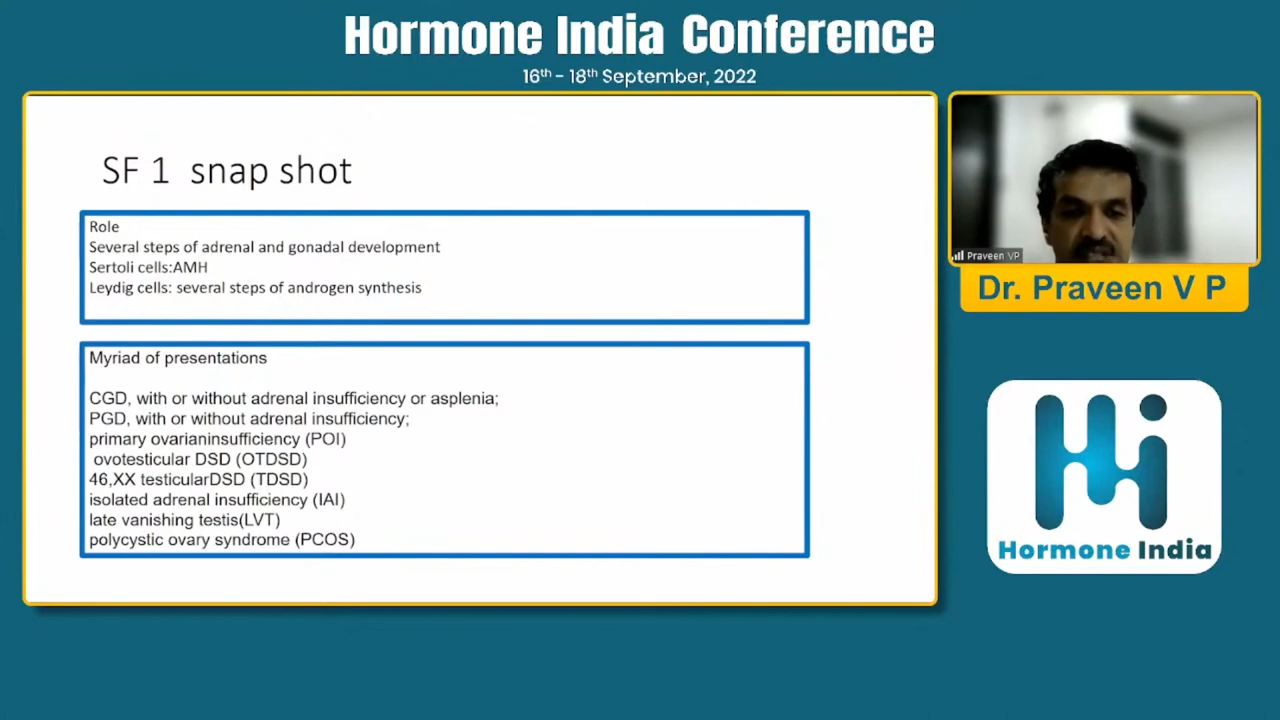 Hormone India Conference
16th - 18th September, 2022
SF 1 snap shot
Role
Several steps of adrenal and gonadal development
Sertoli cells:AMH
Leydig cells: several steps of androgen synthesis
Myriad of presentations
CGD, with or without adrenal insufficiency or asplenia;
PGD, with or without adrenal insufficiency;
primary ovarianinsufficiency (POI)
ovotesticular DSD (OTDSD)
46,XX testicularDSD (TDSD)
isolated adrenal insufficiency (IAI)
late vanishing testis(LVT)
polycystic ovary syndrome (PCOS)
Praveen VP
Dr. Praveen V P
Hi
Hormone India